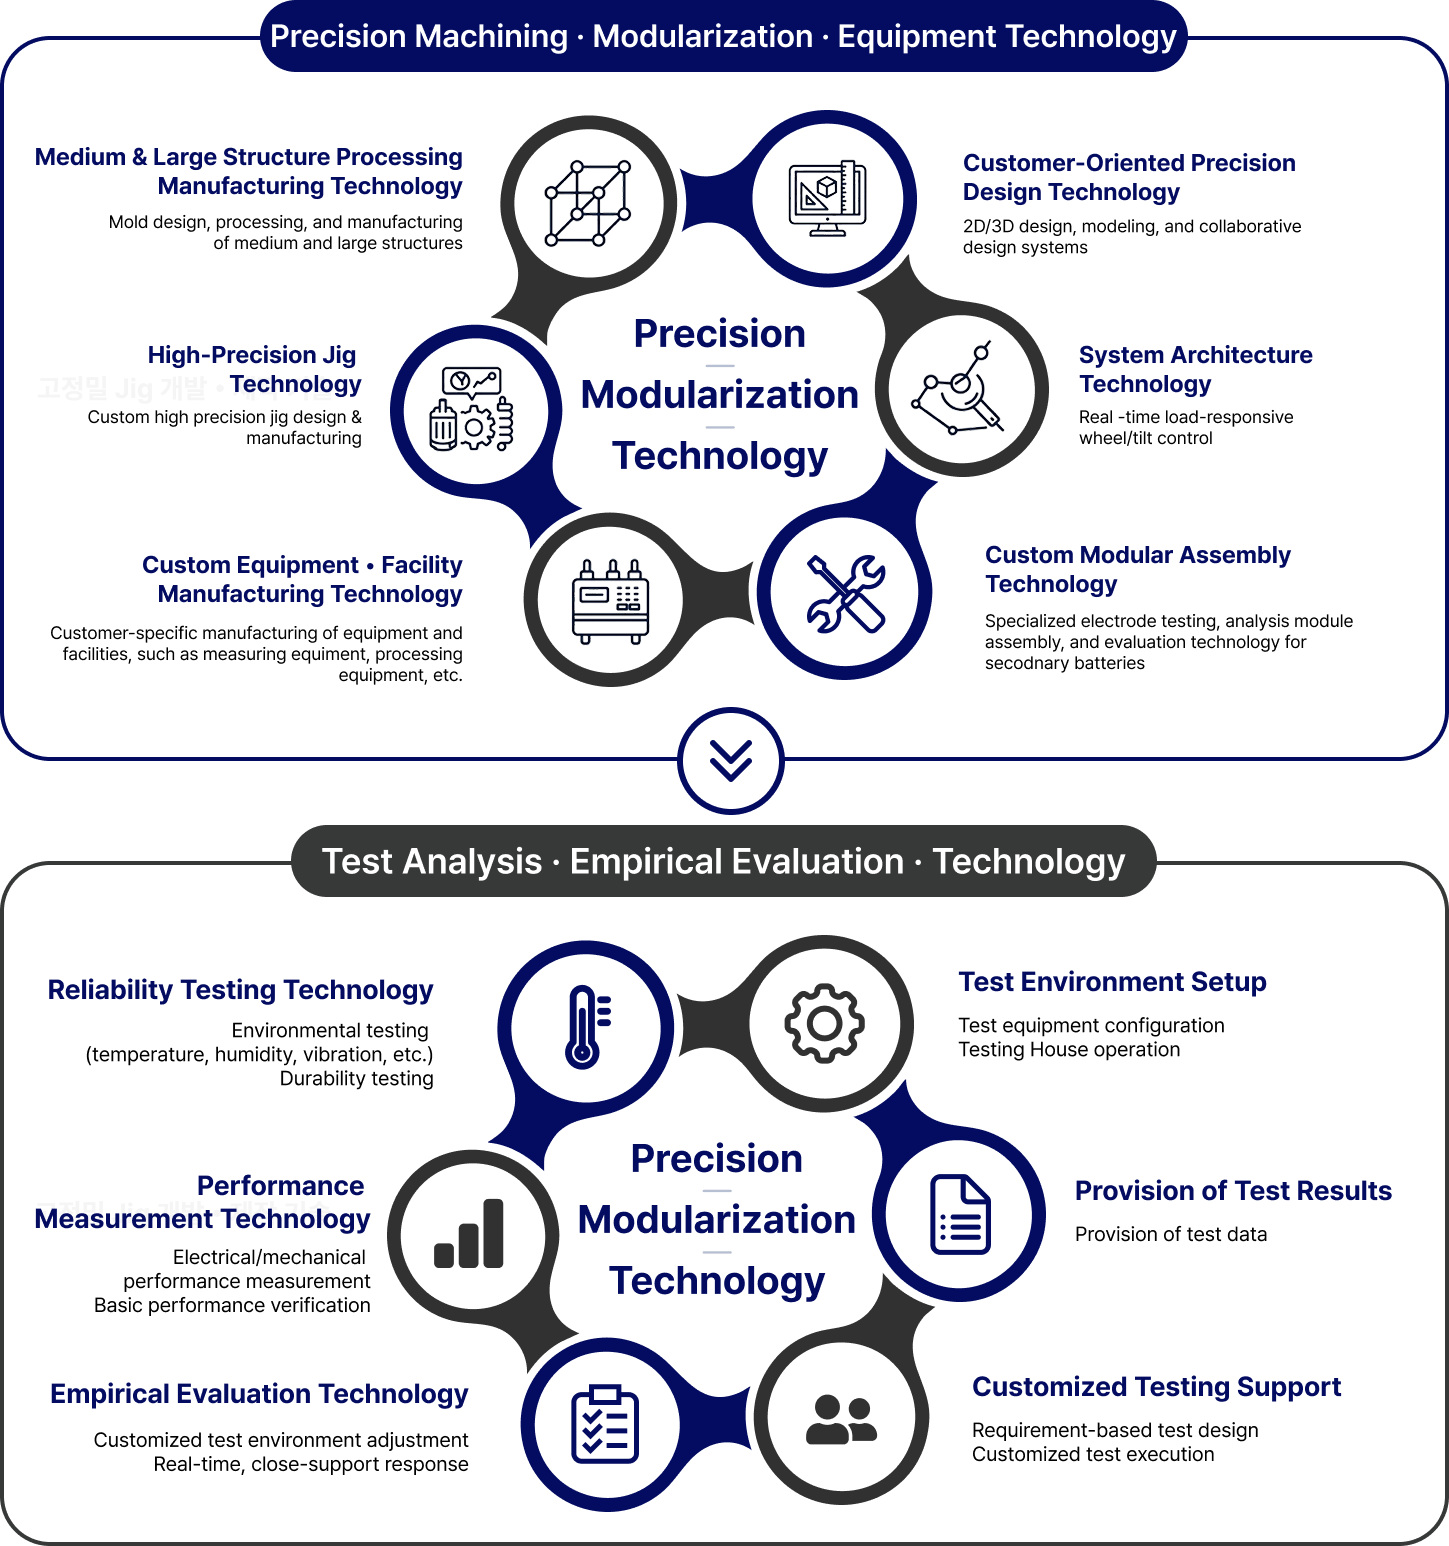 Precision Machining · Modularization · Equipment Technology
Medium & Large Structure Processing
Manufacturing Technology
Mold design, processing, and manufacturing
of medium and large structures
Customer-Oriented Precision
Design Technology
2D/3D design, modeling, and collaborative
design systems
High-Precision Jig
Technology
고정밀 Jig 개발 •
Custom high precision jig design &
manufacturing
Precision
Modularization
Technology
System Architecture
Technology
Real -time load-responsive
wheel/tilt control
Custom Equipment • Facility
Manufacturing Technology
Customer-specific manufacturing of equipment and
facilities, such as measuring equiment, processing
equipment, etc.
Custom Modular Assembly
Technology
Specialized electrode testing, analysis module
assembly, and evaluation technology for
secodnary batteries
Test Analysis · Empirical Evaluation · Technology
Reliability Testing Technology
Environmental testing
(temperature, humidity, vibration, etc.)
Durability testing
Test Environment Setup
Test equipment configuration
Testing House operation
Performance
Measurement Technology
Electrical/mechanical
performance measurement
Basic performance verification
Precision
Modularization
Technology
Provision of Test Results
Provision of test data
Empirical Evaluation Technology
Customized test environment adjustment
Real-time, close-support response
Customized Testing Support
Requirement-based test design
Customized test execution